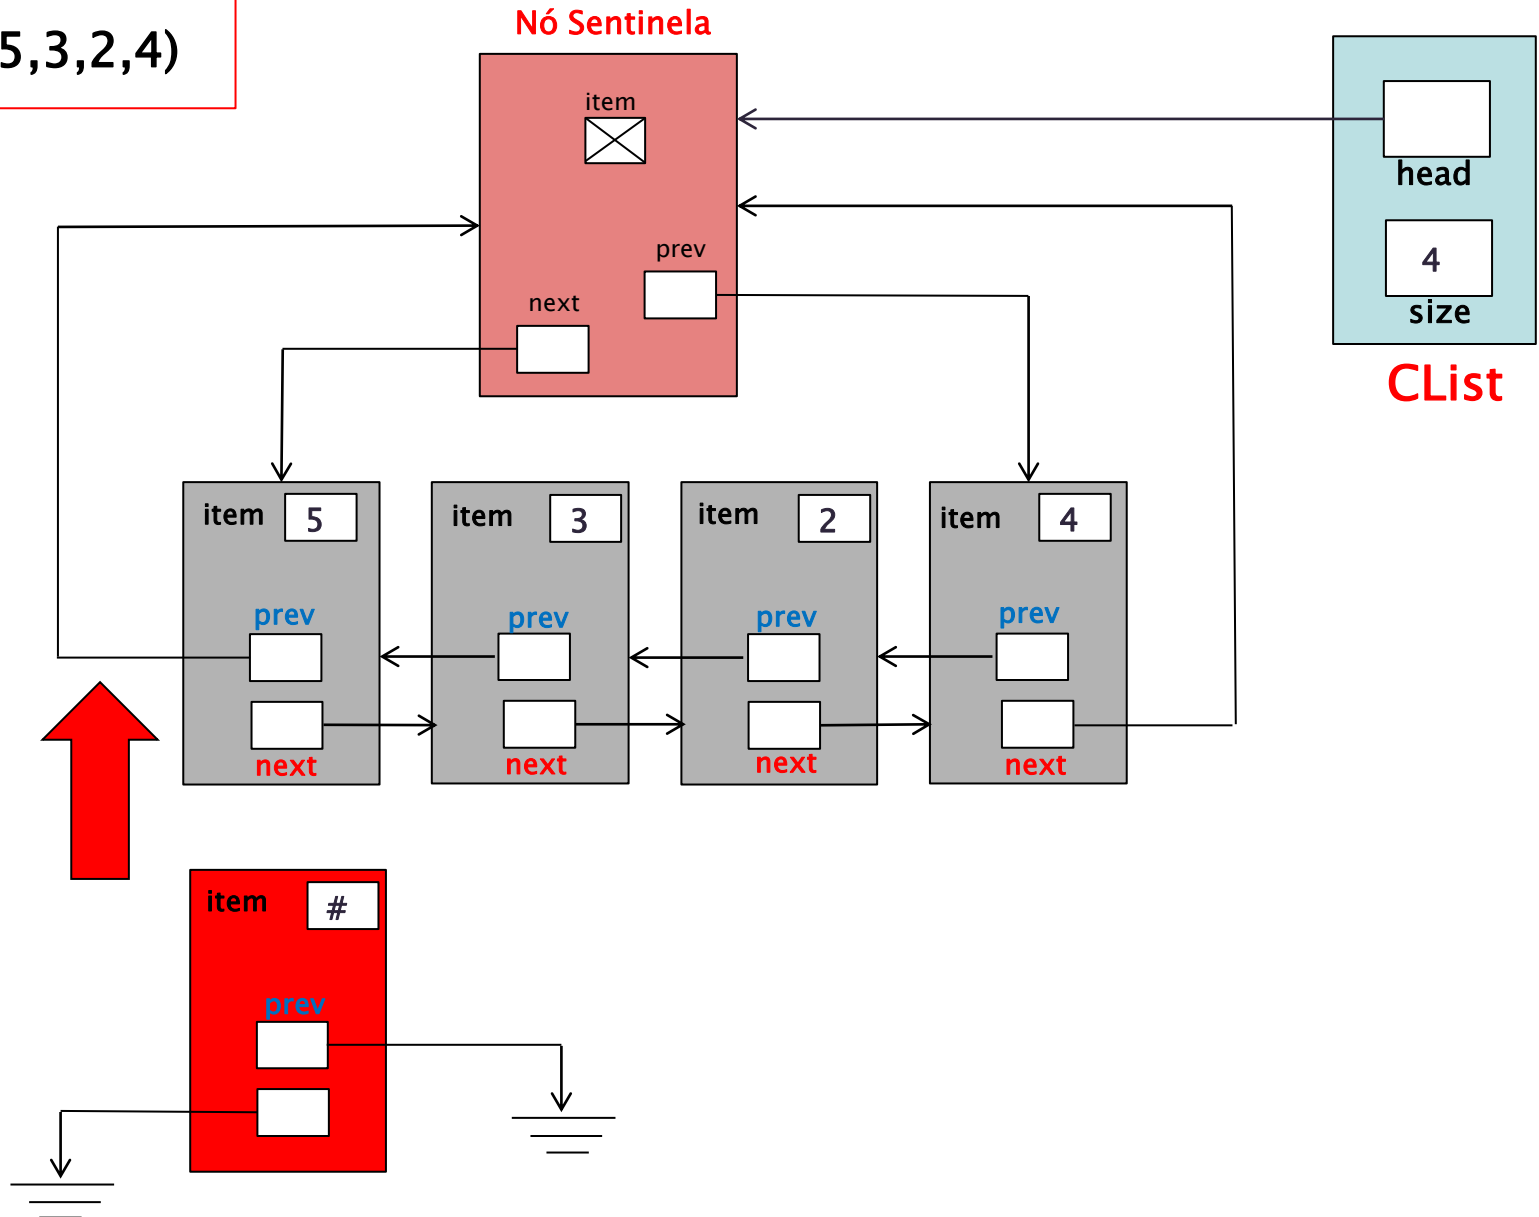 Nó Sentinela
5,3,2,4)
item
head
prev
4
next
size
CList
item 5
item 3
item 2
item 4
prev
prev
prev
prev
next
next
next
next
item #
prev